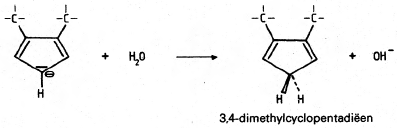 -C- -C- -C- -C-
⊖ + H₂O + OH⁻
H H H
3,4-dimethylcyclopentadiëen